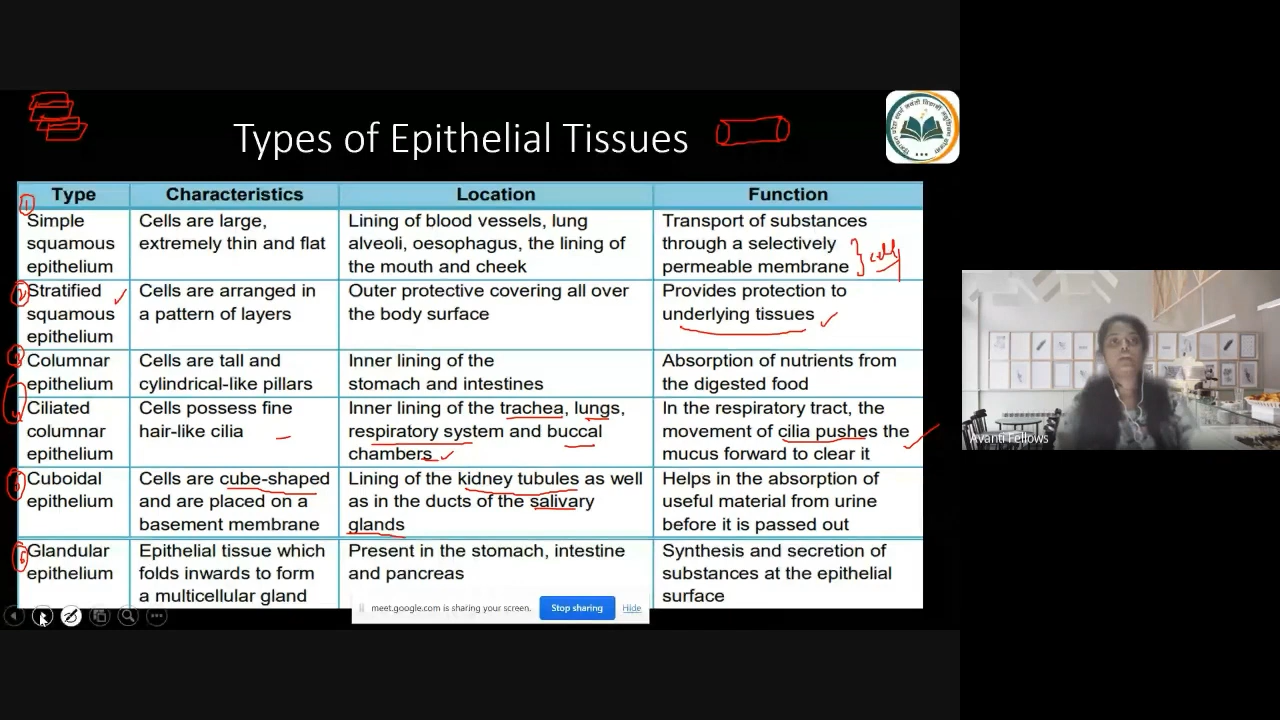 Types of Epithelial Tissues
Type Characteristics Location Function
1
Simple squamous epithelium
Cells are large, extremely thin and flat
Lining of blood vessels, lung alveoli, oesophagus, the lining of the mouth and cheek
Transport of substances through a selectively permeable membrane
2
Stratified squamous epithelium
Cells are arranged in a pattern of layers
Outer protective covering all over the body surface
Provides protection to underlying tissues
3
Columnar epithelium
Cells are tall and cylindrical-like pillars
Inner lining of the stomach and intestines
Absorption of nutrients from the digested food
4
Ciliated columnar epithelium
Cells possess fine hair-like cilia
Inner lining of the trachea, lungs, respiratory system and buccal chambers
In the respiratory tract, the movement of cilia pushes the mucus forward to clear it
5
Cuboidal epithelium
Cells are cube-shaped and are placed on a basement membrane
Lining of the kidney tubules as well as in the ducts of the salivary glands
Helps in the absorption of useful material from urine before it is passed out
6
Glandular epithelium
Epithelial tissue which folds inwards to form a multicellular gland
Present in the stomach, intestine and pancreas
Synthesis and secretion of substances at the epithelial surface
meet.google.com is sharing your screen. Stop sharing Hide
Avanti Fellows